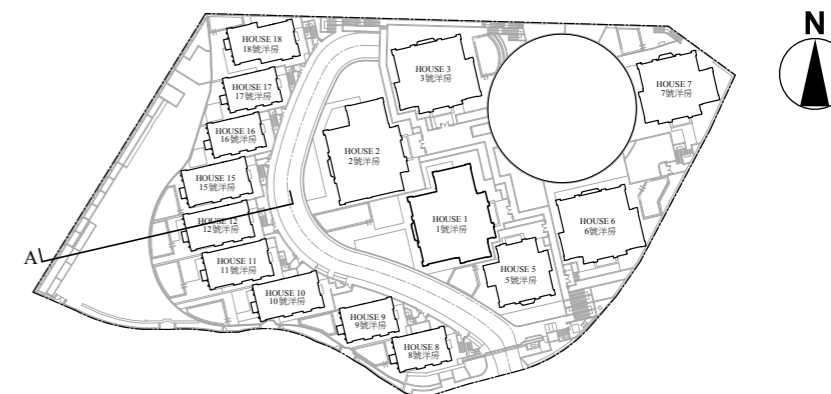 N
HOUSE 18
18號洋房
HOUSE 17
17號洋房
HOUSE 16
16號洋房
HOUSE 15
15號洋房
HOUSE 12
12號洋房
HOUSE 11
11號洋房
HOUSE 10
10號洋房
HOUSE 9
9號洋房
HOUSE 8
8號洋房
HOUSE 3
3號洋房
HOUSE 2
2號洋房
HOUSE 1
1號洋房
HOUSE 5
5號洋房
HOUSE 6
6號洋房
HOUSE 7
7號洋房
A